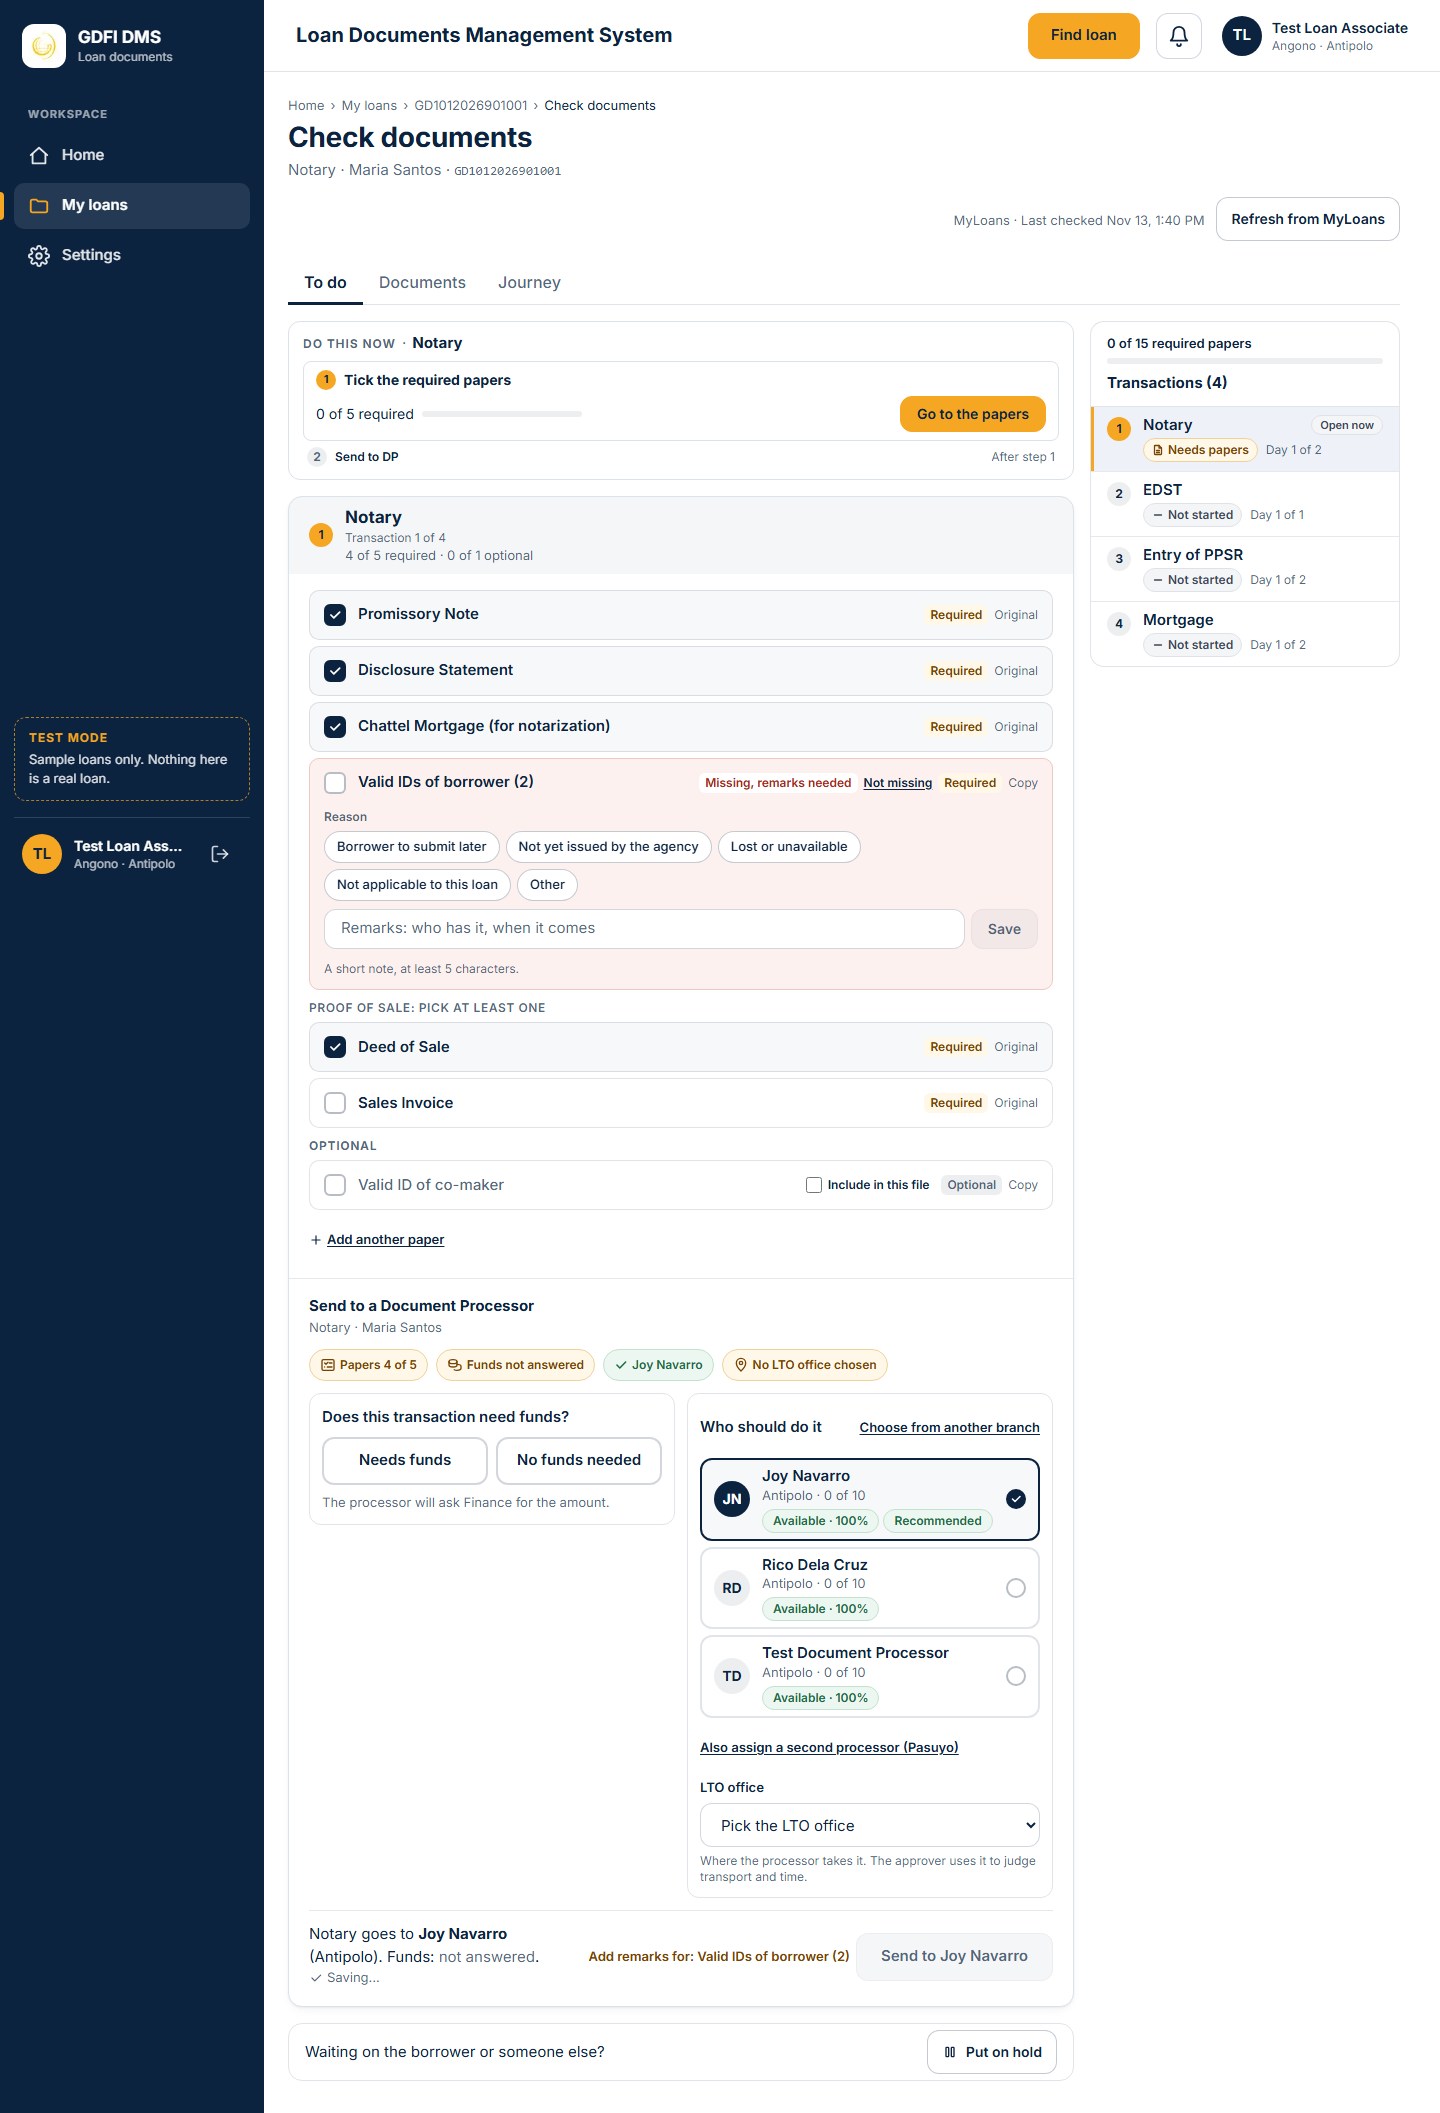 GDFI DMS
Loan documents
WORKSPACE
Home
My loans
Settings
TEST MODE
Sample loans only. Nothing here
is a real loan.
TL
Test Loan Ass...
Angono · Antipolo
Loan Documents Management System
Find loan
TL
Test Loan Associate
Angono · Antipolo
Home › My loans › GD1012026901001 › Check documents
Check documents
Notary · Maria Santos · GD1012026901001
MyLoans · Last checked Nov 13, 1:40 PM
Refresh from MyLoans
To do
Documents
Journey
DO THIS NOW · Notary
1 Tick the required papers
0 of 5 required
Go to the papers
2 Send to DP
After step 1
1
Notary
Transaction 1 of 4
4 of 5 required · 0 of 1 optional
Promissory Note Required Original
Disclosure Statement Required Original
Chattel Mortgage (for notarization) Required Original
Valid IDs of borrower (2) Missing, remarks needed Not missing Required Copy
Reason
Borrower to submit later Not yet issued by the agency Lost or unavailable
Not applicable to this loan Other
Remarks: who has it, when it comes Save
A short note, at least 5 characters.
PROOF OF SALE: PICK AT LEAST ONE
Deed of Sale Required Original
Sales Invoice Required Original
OPTIONAL
Valid ID of co-maker Include in this file Optional Copy
+ Add another paper
Send to a Document Processor
Notary · Maria Santos
Papers 4 of 5 Funds not answered Joy Navarro No LTO office chosen
Does this transaction need funds?
Needs funds No funds needed
The processor will ask Finance for the amount.
Who should do it Choose from another branch
JN
Joy Navarro
Antipolo · 0 of 10
Available · 100% Recommended
RD
Rico Dela Cruz
Antipolo · 0 of 10
Available · 100%
TD
Test Document Processor
Antipolo · 0 of 10
Available · 100%
Also assign a second processor (Pasuyo)
LTO office
Pick the LTO office
Where the processor takes it. The approver uses it to judge
transport and time.
Notary goes to Joy Navarro
(Antipolo). Funds: not answered.
Saving...
Add remarks for: Valid IDs of borrower (2)
Send to Joy Navarro
Waiting on the borrower or someone else?
Put on hold
0 of 15 required papers
Transactions (4)
1 Notary Open now
Needs papers Day 1 of 2
2 EDST
Not started Day 1 of 1
3 Entry of PPSR
Not started Day 1 of 2
4 Mortgage
Not started Day 1 of 2